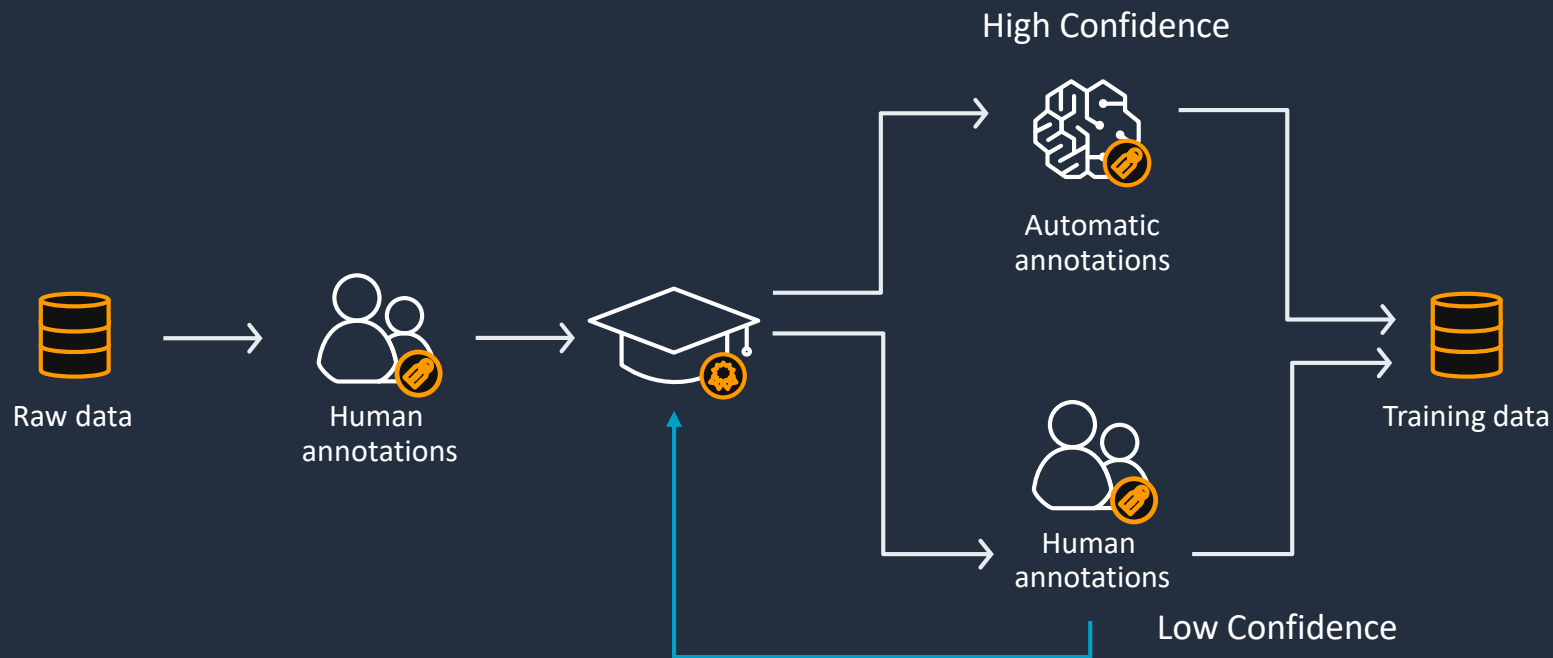 High Confidence
Automatic
annotations
Raw data
Human
annotations
Training data
Human
annotations
Low Confidence